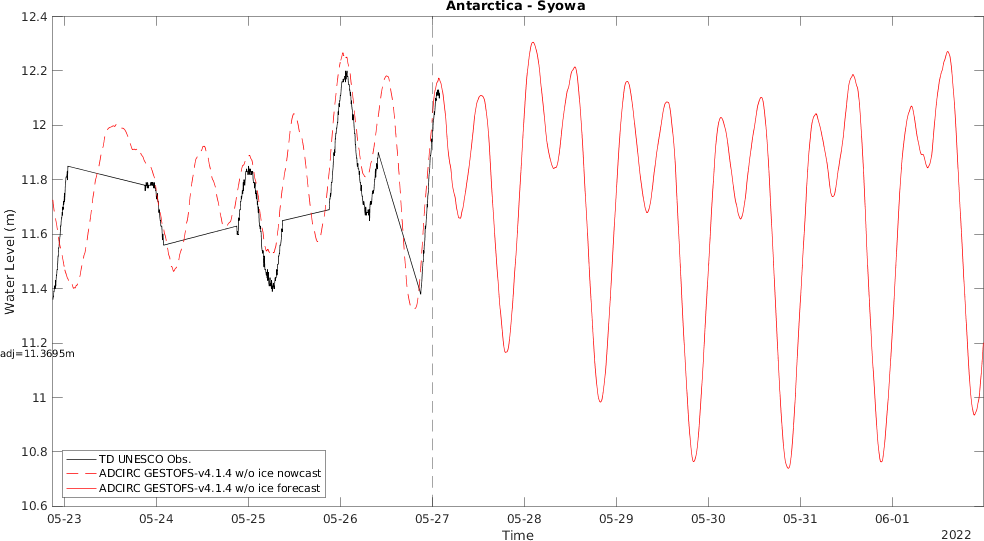 Antarctica - Syowa
12.4
12.2
12
11.8
11.6
11.4
11.2
11
10.8
10.6
Water Level (m)
adj=11.3695m
TD UNESCO Obs.
ADCIRC GESTOFS-v4.1.4 w/o ice nowcast
ADCIRC GESTOFS-v4.1.4 w/o ice forecast
05-23 05-24 05-25 05-26 05-27 05-28 05-29 05-30 05-31 06-01
Time
2022